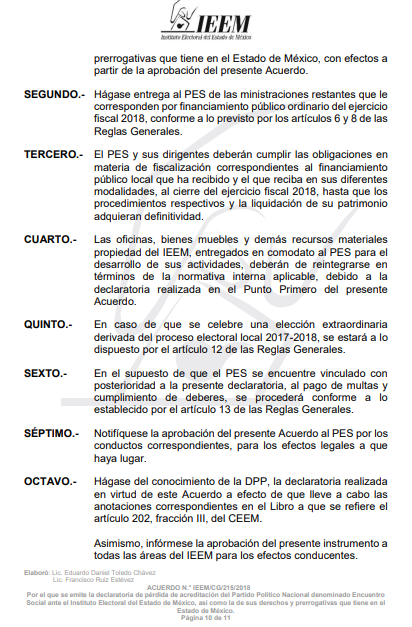 IEEM
Instituto Electoral del Estado de México
prerrogativas que tiene en el Estado de México, con efectos a
partir de la aprobación del presente Acuerdo.
SEGUNDO.- Hágase entrega al PES de las ministraciones restantes que le
corresponden por financiamiento público ordinario del ejercicio
fiscal 2018, conforme a lo previsto por los artículos 6 y 8 de las
Reglas Generales.
TERCERO.- El PES y sus dirigentes deberán cumplir las obligaciones en
materia de fiscalización correspondientes al financiamiento
público local que ha recibido y el que reciba en sus diferentes
modalidades, al cierre del ejercicio fiscal 2018, hasta que los
procedimientos respectivos y la liquidación de su patrimonio
adquieran definitividad.
CUARTO.- Las oficinas, bienes muebles y demás recursos materiales
propiedad del IEEM, entregados en comodato al PES para el
desarrollo de sus actividades, deberán de reintegrarse en
términos de la normativa interna aplicable, debido a la
declaratoria realizada en el Punto Primero del presente
Acuerdo.
QUINTO.- En caso de que se celebre una elección extraordinaria
derivada del proceso electoral local 2017-2018, se estará a lo
dispuesto por el artículo 12 de las Reglas Generales.
SEXTO.- En el supuesto de que el PES se encuentre vinculado con
posterioridad a la presente declaratoria, al pago de multas y
cumplimiento de deberes, se procederá conforme a lo
establecido por el artículo 13 de las Reglas Generales.
SÉPTIMO.- Notifíquese la aprobación del presente Acuerdo al PES por los
conductos correspondientes, para los efectos legales a que
haya lugar.
OCTAVO.- Hágase del conocimiento de la DPP, la declaratoria realizada
en virtud de este Acuerdo a efecto de que lleve a cabo las
anotaciones correspondientes en el Libro a que se refiere el
artículo 202, fracción III, del CEEM.
Asimismo, infórmese la aprobación del presente instrumento a
todas las áreas del IEEM para los efectos conducentes.
Elaboró: Lic. Eduardo Daniel Toledo Chávez
Lic. Francisco Ruiz Estévez
ACUERDO N.° IEEM/CG/215/2018
Por el que se emite la declaratoria de pérdida de acreditación del Partido Político Nacional denominado Encuentro
Social ante el Instituto Electoral del Estado de México, así como la de sus derechos y prerrogativas que tiene en el
Estado de México.
Página 10 de 11